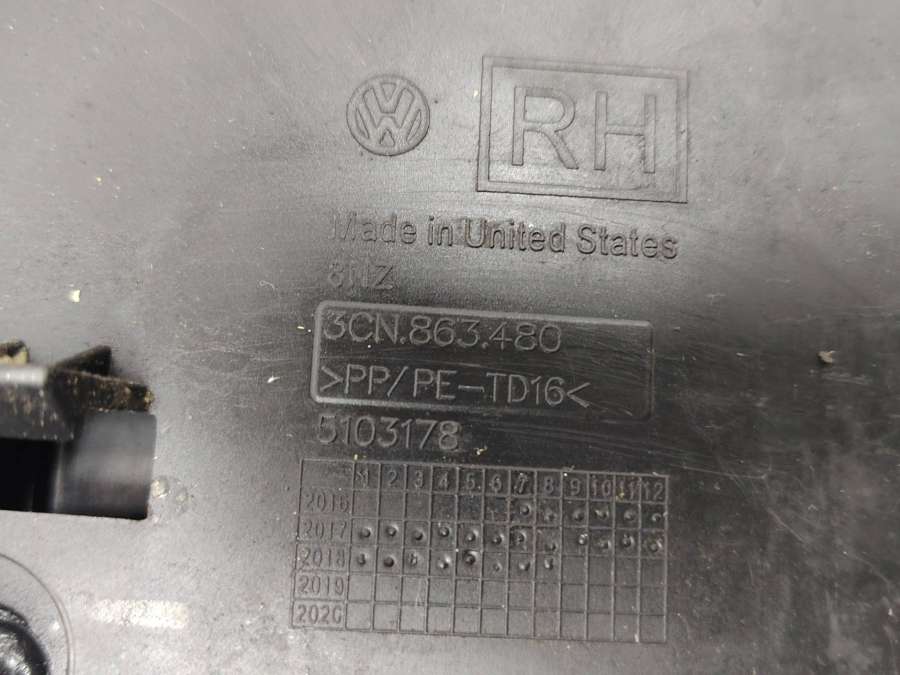 RH
Made in United States
8NZ
3CN.863.480
>PP/PE-TD16<
5103178
1 2 3 4 5 6 7 8 9 10 11 12
2016
2017
2018
2019
2020